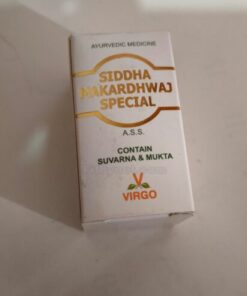 AYURVEDIC MEDICINE
SIDDHA
MAKARDHWAJ
SPECIAL
A.S.S.
CONTAIN
SUVARNA & MUKTA
VIRGO